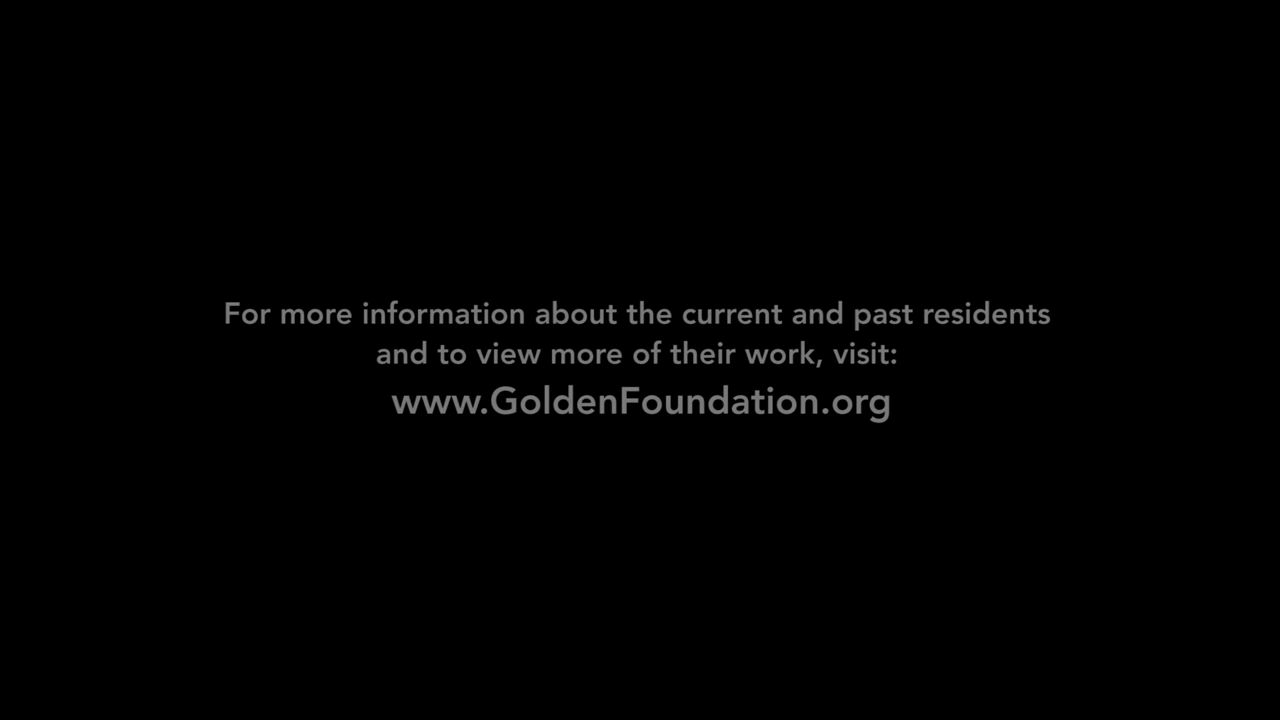 For more information about the current and past residents
and to view more of their work, visit:
www.GoldenFoundation.org